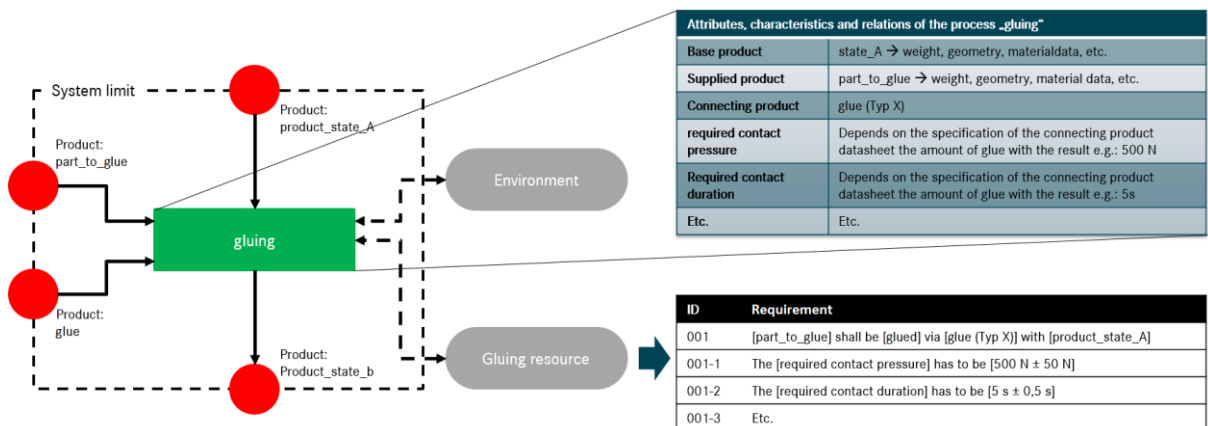 System limit
Product:
product_state_A
Product:
part_to_glue
gluing
Product:
glue
Product:
Product_state_b
Environment
Gluing resource
Attributes, characteristics and relations of the process „gluing“
Base product state_A → weight, geometry, materialdata, etc.
Supplied product part_to_glue → weight, geometry, material data, etc.
Connecting product glue (Typ X)
required contact Depends on the specification of the connecting product
pressure datasheet the amount of glue with the result e.g.: 500 N
Required contact Depends on the specification of the connecting product
duration datasheet the amount of glue with the result e.g.: 5s
Etc. Etc.
ID Requirement
001 [part_to_glue] shall be [glued] via [glue (Typ X)] with [product_state_A]
001-1 The [required contact pressure] has to be [500 N ± 50 N]
001-2 The [required contact duration] has to be [5 s ± 0,5 s]
001-3 Etc.